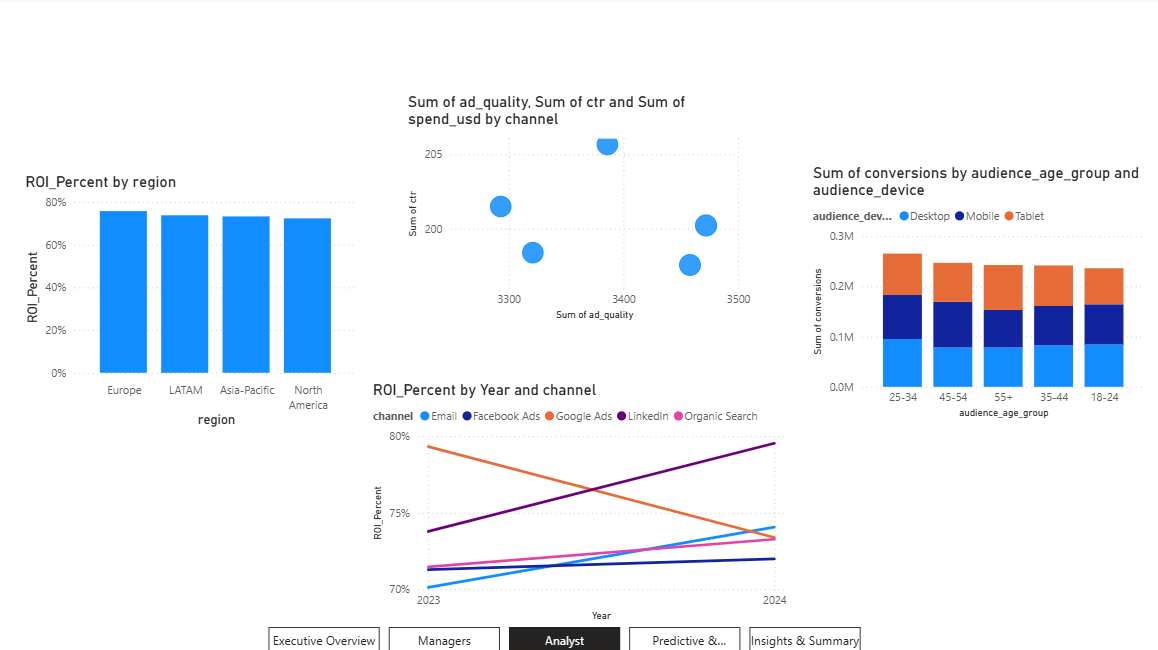 Sum of ad_quality, Sum of ctr and Sum of
spend_usd by channel
205
200
Sum of ctr
3300 3400 3500
Sum of ad_quality
ROI_Percent by region
80%
60%
40%
20%
0%
ROI_Percent
Europe LATAM Asia-Pacific North
America
region
Sum of conversions by audience_age_group and
audience_device
audience_dev... Desktop Mobile Tablet
0.3M
0.2M
0.1M
0.0M
Sum of conversions
25-34 45-54 55+ 35-44 18-24
audience_age_group
ROI_Percent by Year and channel
channel Email Facebook Ads Google Ads LinkedIn Organic Search
80%
75%
70%
ROI_Percent
2023 2024
Year
Executive Overview Managers Analyst Predictive &... Insights & Summary